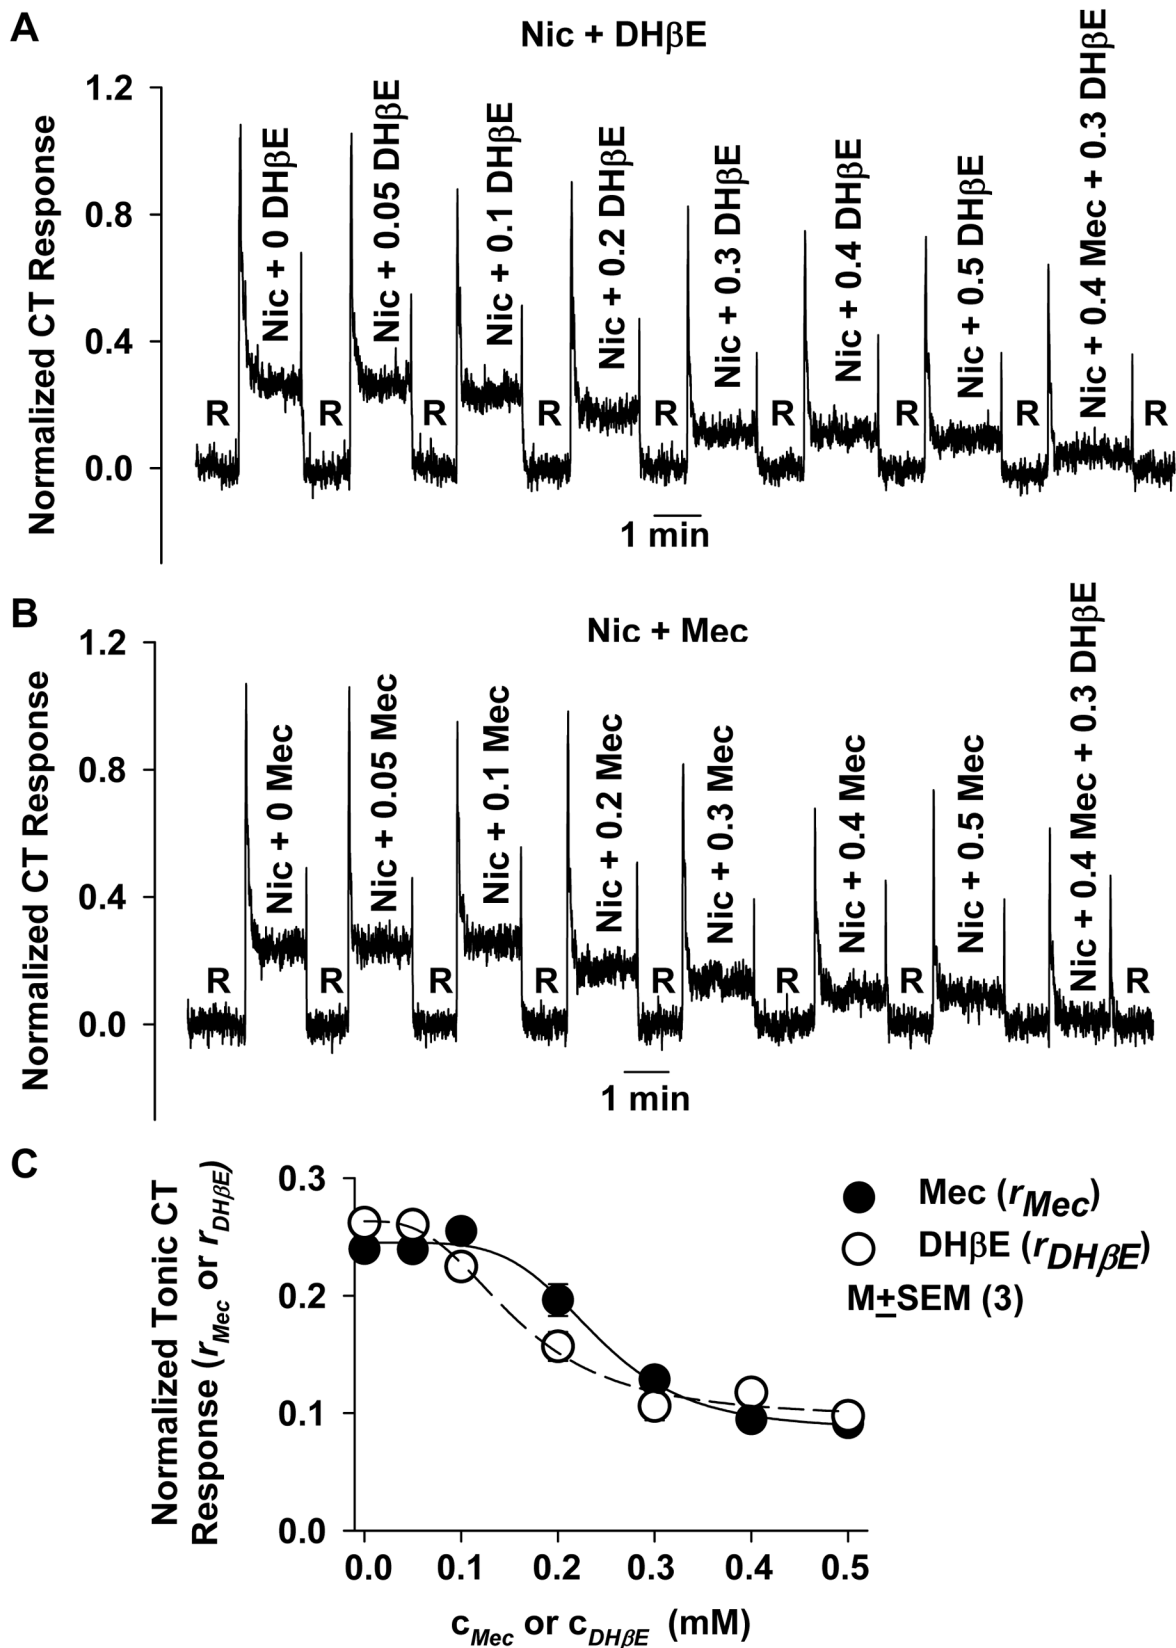 A
Nic + DHβE
Normalized CT Response
1.2
0.8
0.4
0.0
R
Nic + 0 DHβE
R
Nic + 0.05 DHβE
R
Nic + 0.1 DHβE
R
Nic + 0.2 DHβE
R
Nic + 0.3 DHβE
R
Nic + 0.4 DHβE
R
Nic + 0.5 DHβE
R
Nic + 0.4 Mec + 0.3 DHβE
R
1 min
B
Nic + Mec
Normalized CT Response
1.2
0.8
0.4
0.0
R
Nic + 0 Mec
R
Nic + 0.05 Mec
R
Nic + 0.1 Mec
R
Nic + 0.2 Mec
R
Nic + 0.3 Mec
R
Nic + 0.4 Mec
R
Nic + 0.5 Mec
R
Nic + 0.4 Mec + 0.3 DHβE
R
1 min
C
Normalized Tonic CT
Response (rMec or rDHβE)
0.3
0.2
0.1
0.0
0.0 0.1 0.2 0.3 0.4 0.5
cMec or cDHβE (mM)
Mec (rMec)
DHβE (rDHβE)
M±SEM (3)